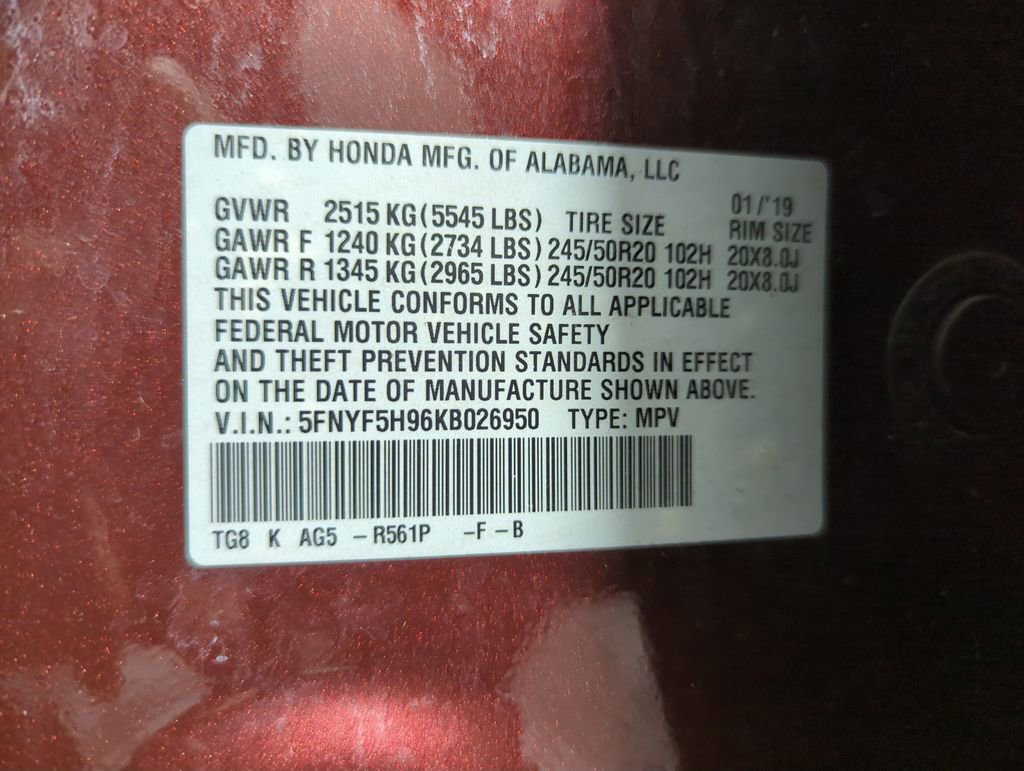 MFD. BY HONDA MFG. OF ALABAMA, LLC
01/'19
GVWR 2515 KG (5545 LBS) TIRE SIZE RIM SIZE
GAWR F 1240 KG (2734 LBS) 245/50R20 102H 20X8.0J
GAWR R 1345 KG (2965 LBS) 245/50R20 102H 20X8.0J
THIS VEHICLE CONFORMS TO ALL APPLICABLE
FEDERAL MOTOR VEHICLE SAFETY
AND THEFT PREVENTION STANDARDS IN EFFECT
ON THE DATE OF MANUFACTURE SHOWN ABOVE.
V.I.N.: 5FNYF5H96KB026950 TYPE: MPV
TG8 K AG5 -R561P -F-B